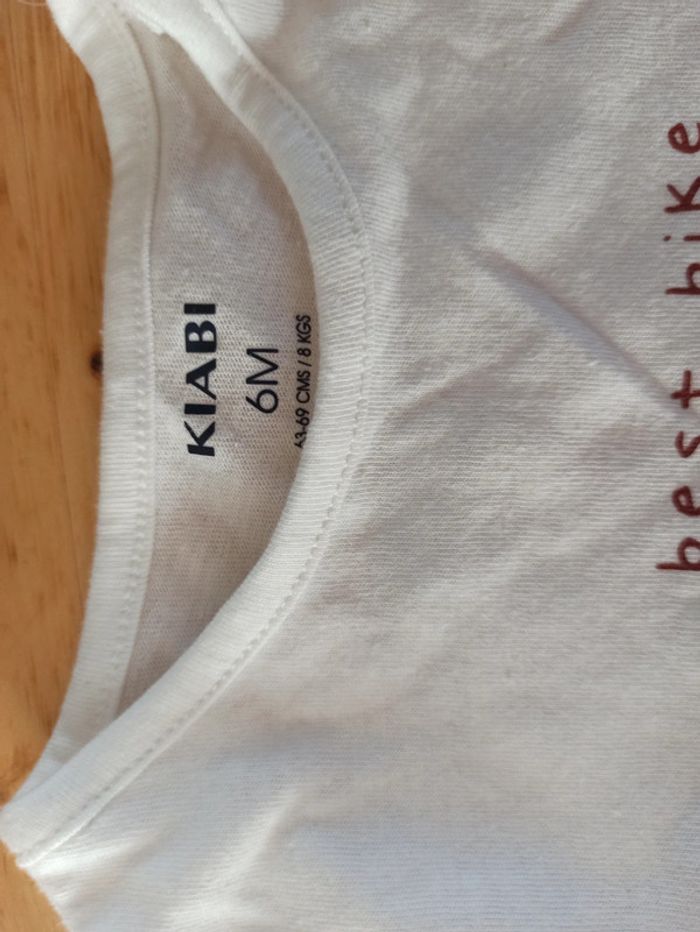 KIABI
6M
63-69 CMS / 8 KGS
best bike